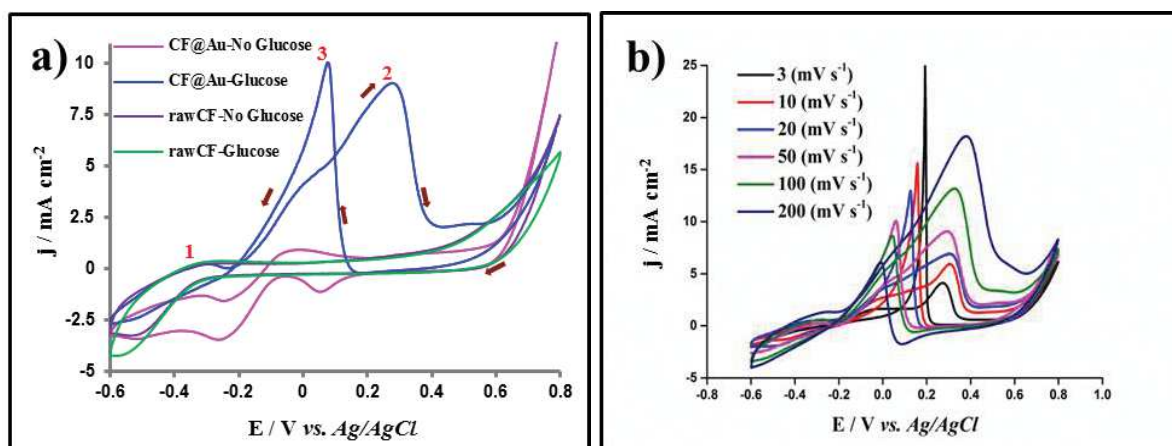 a)
CF@Au-No Glucose
CF@Au-Glucose
rawCF-No Glucose
rawCF-Glucose
3
2
1
10
7.5
5
2.5
0
-2.5
-5
-0.6 -0.4 -0.2 0 0.2 0.4 0.6 0.8
j / mA cm-2
E / V vs. Ag/AgCl
b)
3 (mV s-1)
10 (mV s-1)
20 (mV s-1)
50 (mV s-1)
100 (mV s-1)
200 (mV s-1)
25
20
15
10
5
0
-5
-0.8 -0.6 -0.4 -0.2 0.0 0.2 0.4 0.6 0.8 1.0
j / mA cm-2
E / V vs. Ag/AgCl